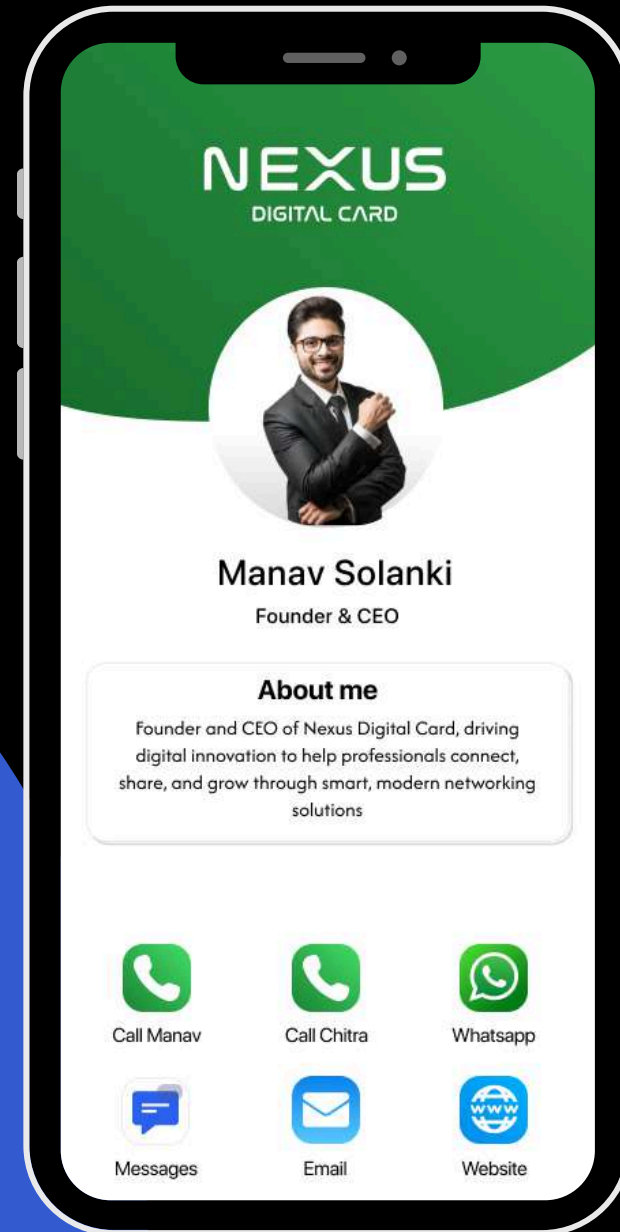 NEXUS
DIGITAL CARD
Manav Solanki
Founder & CEO
About me
Founder and CEO of Nexus Digital Card, driving
digital innovation to help professionals connect,
share, and grow through smart, modern networking
solutions
Call Manav
Call Chitra
Whatsapp
Messages
Email
www
Website